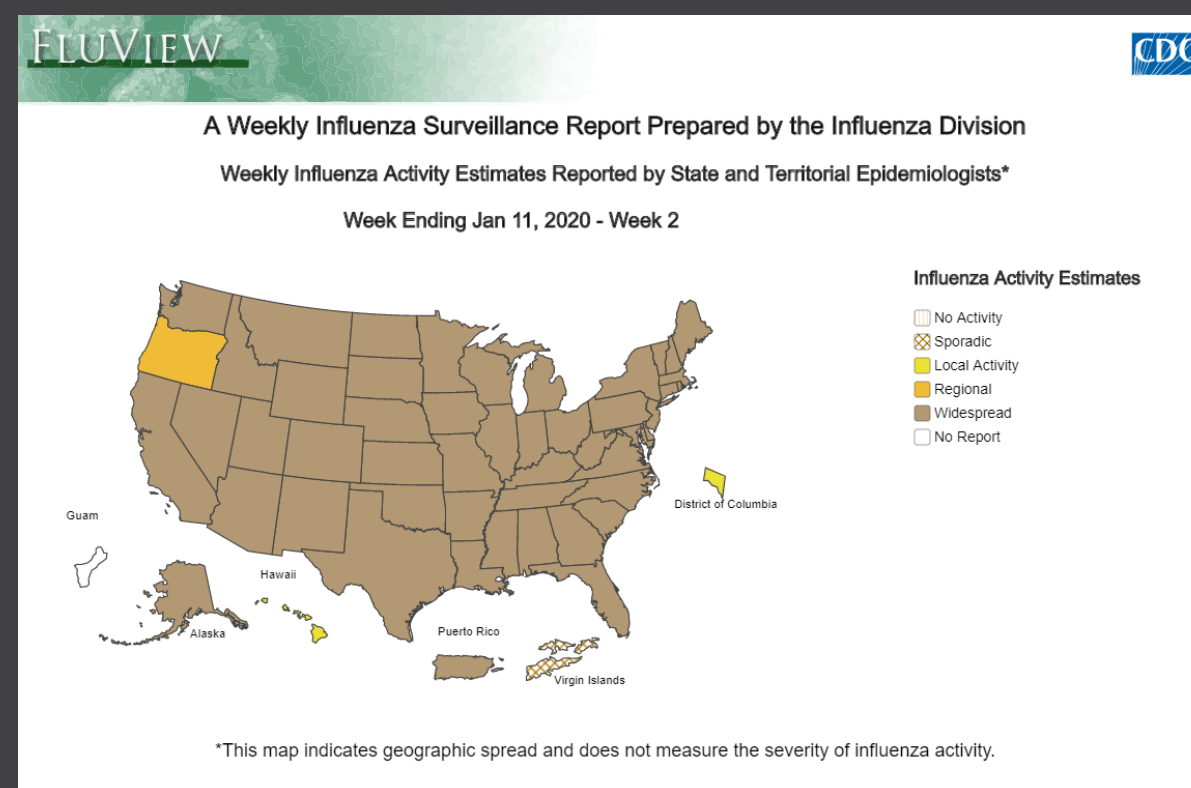 FLUVIEW
CDC
A Weekly Influenza Surveillance Report Prepared by the Influenza Division
Weekly Influenza Activity Estimates Reported by State and Territorial Epidemiologists*
Week Ending Jan 11, 2020 - Week 2
Influenza Activity Estimates
No Activity
Sporadic
Local Activity
Regional
Widespread
No Report
District of Columbia
Guam
Hawaii
Alaska
Puerto Rico
Virgin Islands
*This map indicates geographic spread and does not measure the severity of influenza activity.